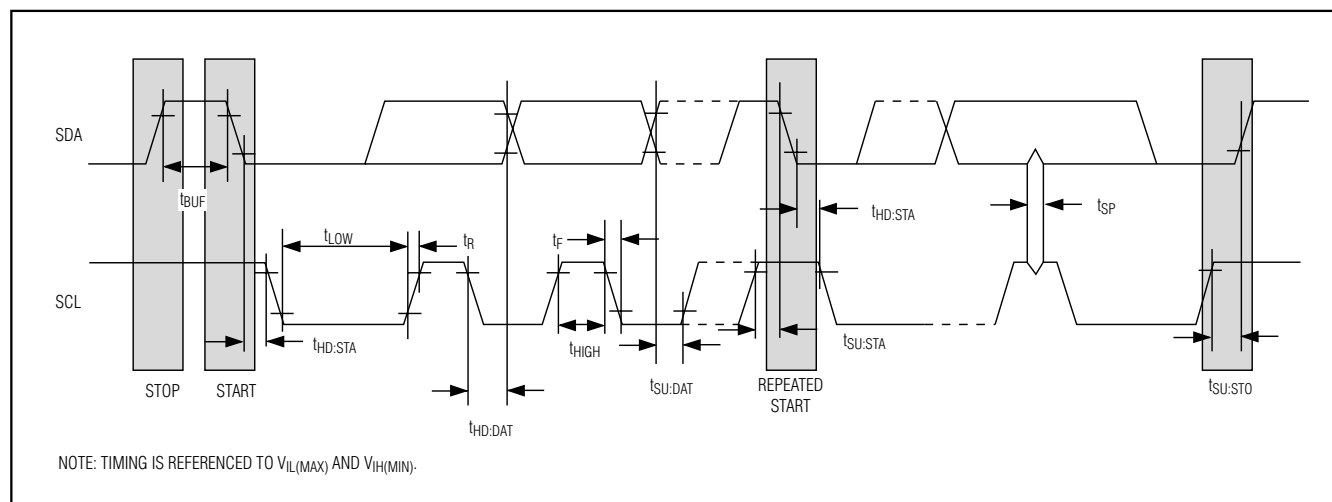 SDA
tBUF
tLOW
tR
tF
tHD:STA
tSP
SCL
tHD:STA
tHIGH
tSU:STA
tSU:DAT
tSU:STO
STOP
START
REPEATED
START
tHD:DAT
NOTE: TIMING IS REFERENCED TO VIL(MAX) AND VIH(MIN).